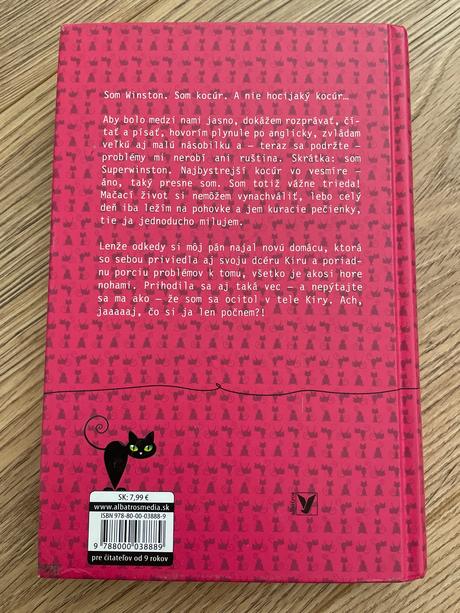 Som Winston. Som kocúr. A nie hocijaký kocúr…
Aby bolo medzi nami jasno, dokážem rozprávať, čí-
tať a písať, hovorím plynule po anglicky, zvládam
veľkú aj malú násobilku a – teraz sa podržte –
problémy mi nerobí ani ruština. Skrátka: som
Superwinston. Najbystrejší kocúr vo vesmíre –
áno, taký presne som. Som totiž vážne trieda!
Mačací život si nemôžem vynachváliť, lebo celý
deň iba ležím na pohovke a jem kuracie pečienky,
tie ja jednoducho milujem.
Lenže odkedy si môj pán najal novú domácu, ktorá
so sebou priviedla aj svoju dcéru Kiru a poriad-
nu porciu problémov k tomu, všetko je akosi hore
nohami. Prihodila sa aj taká vec – a nepýtajte
sa ma ako – že som sa ocitol v tele Kiry. Ach,
jaaaaaj, čo si ja len počnem?!
SK: 7,99 €
www.albatrosmedia.sk
ISBN 978-80-00-03888-9
9 788000 038889
pre čitateľov od 9 rokov
albatros